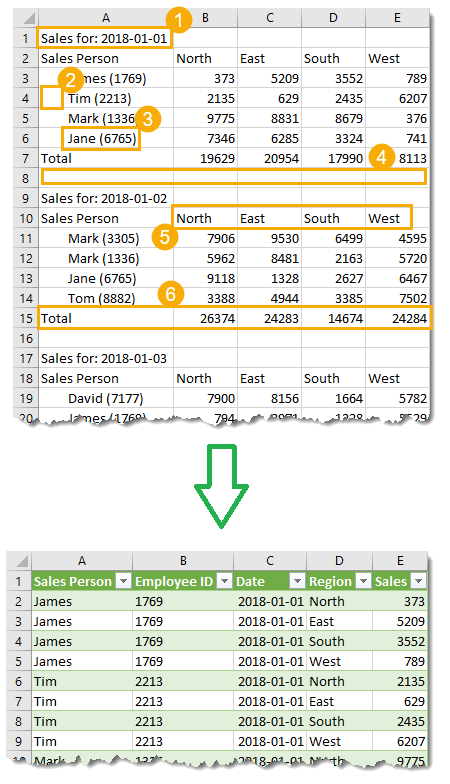 A B C D E
1 Sales for: 2018-01-01 1
2 Sales Person North East South West
3 mes (1769) 373 5209 3552 789
2
4 Tim (2213) 2135 629 2435 6207
5 Mark (1336 3 9775 8831 8679 376
6 Jane (6765) 7346 6285 3324 741
7 Total 19629 20954 17990 4 8113
8
9 Sales for: 2018-01-02
10 Sales Person North East South West
11 Mark (3305) 5 7906 9530 6499 4595
12 Mark (1336) 5962 8481 2163 5720
13 Jane (6765) 9118 1328 2627 6467
14 Tom (8882) 6 3388 4944 3385 7502
15 Total 26374 24283 14674 24284
16
17 Sales for: 2018-01-03
18 Sales Person North East South West
19 David (7177) 7900 8156 1664 5782
20 James (1769) 794
A B C D E
1 Sales Person Employee ID Date Region Sales
2 James 1769 2018-01-01 North 373
3 James 1769 2018-01-01 East 5209
4 James 1769 2018-01-01 South 3552
5 James 1769 2018-01-01 West 789
6 Tim 2213 2018-01-01 North 2135
7 Tim 2213 2018-01-01 East 629
8 Tim 2213 2018-01-01 South 2435
9 Tim 2213 2018-01-01 West 6207
10 Mark 2018-01-01 North 9775